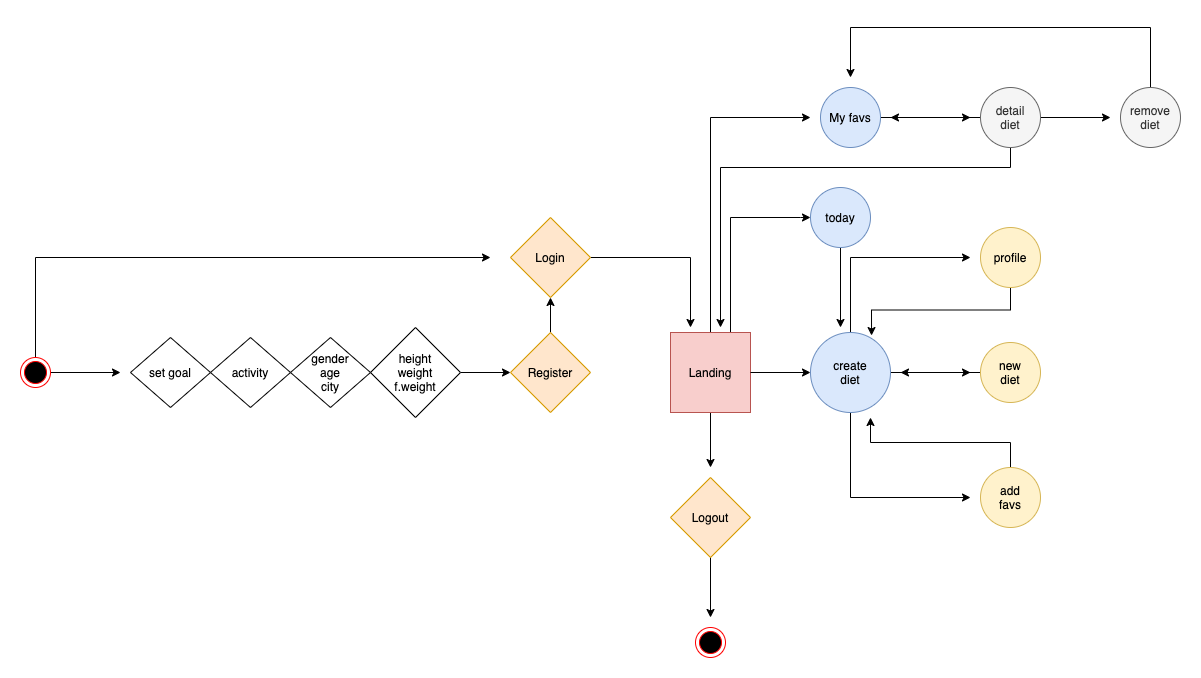 My favs
detail
diet
remove
diet
today
Login
profile
set goal
activity
gender
age
city
height
weight
f.weight
Register
Landing
create
diet
new
diet
add
favs
Logout